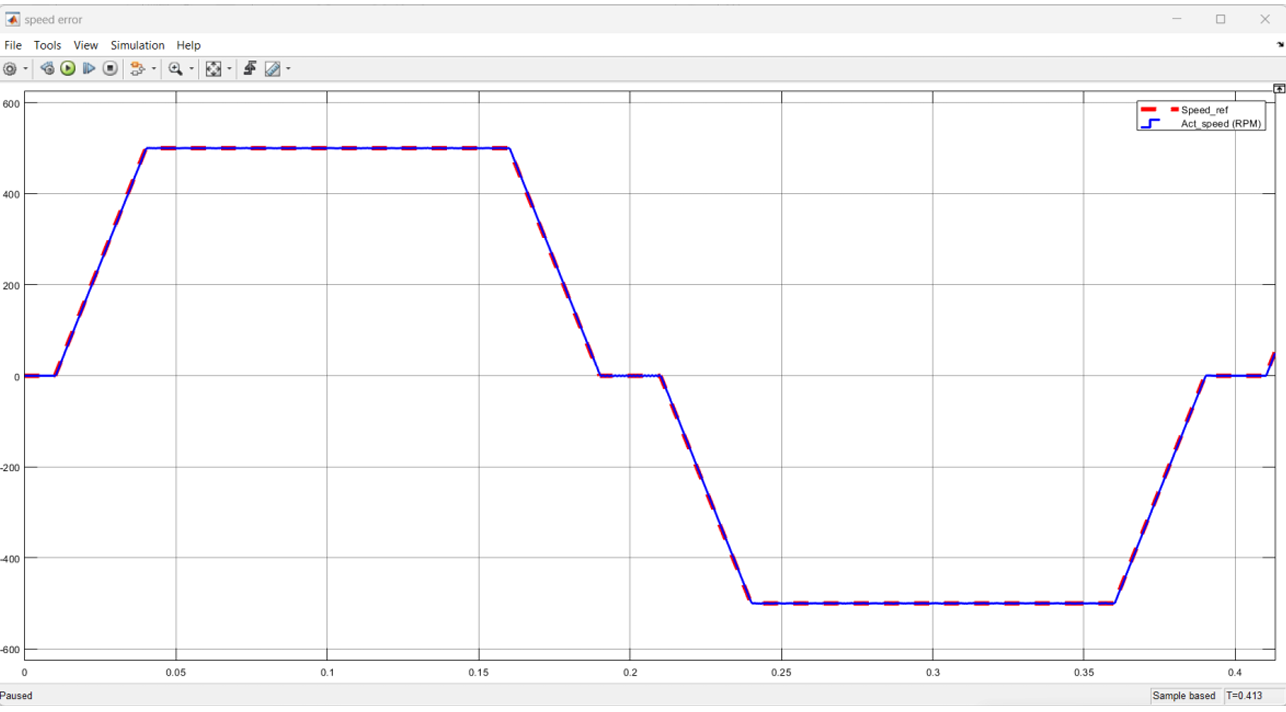 speed error
File Tools View Simulation Help
Speed_ref
Act_speed (RPM)
600
400
200
0
-200
-400
-600
0 0.05 0.1 0.15 0.2 0.25 0.3 0.35 0.4
Paused
Sample based T=0.413